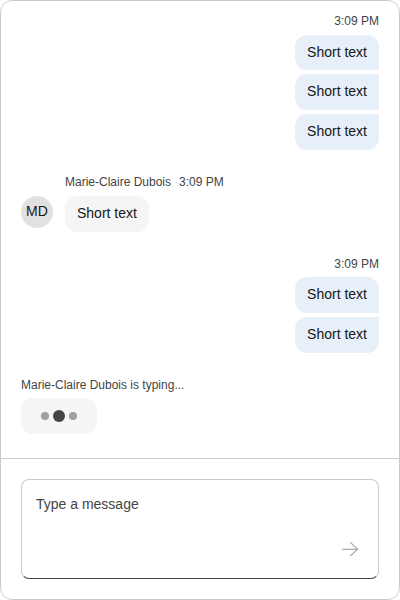 3:09 PM
Short text
Short text
Short text
Marie-Claire Dubois 3:09 PM
MD
Short text
3:09 PM
Short text
Short text
Marie-Claire Dubois is typing...
Type a message